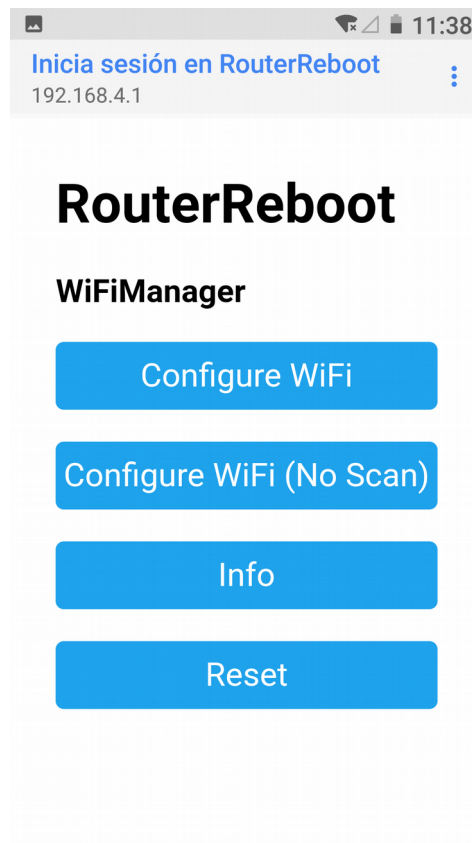 11:38
Inicia sesión en RouterReboot
192.168.4.1
RouterReboot
WiFiManager
Configure WiFi
Configure WiFi (No Scan)
Info
Reset